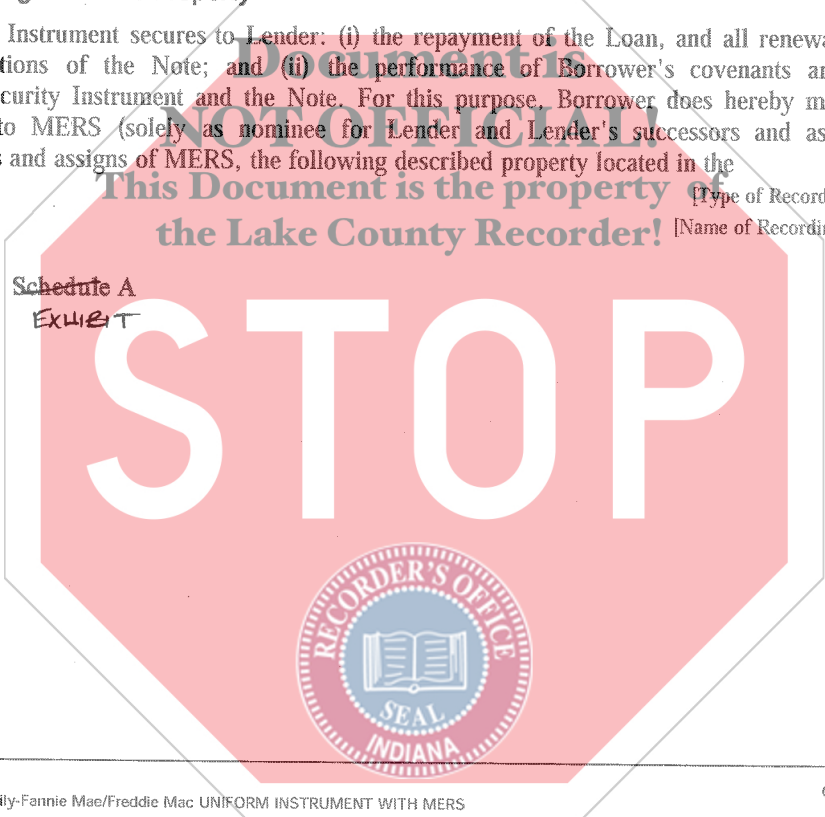 Instrument secures to Lender: (i) the repayment of the Loan, and all renewa
tions of the Note; and (ii) the performance of Borrower's covenants an
curity Instrument and the Note. For this purpose, Borrower does hereby m
to MERS (solely as nominee for Lender and Lender's successors and as
s and assigns of MERS, the following described property located in the
[Type of Record
[Name of Recordin
Document is
NOT OFFICIAL!
This Document is the property of
the Lake County Recorder!
Schedule A
EXHIBIT
STOP
RECORDER'S OFFICE
SEAL
INDIANA
ily-Fannie Mae/Freddie Mac UNIFORM INSTRUMENT WITH MERS